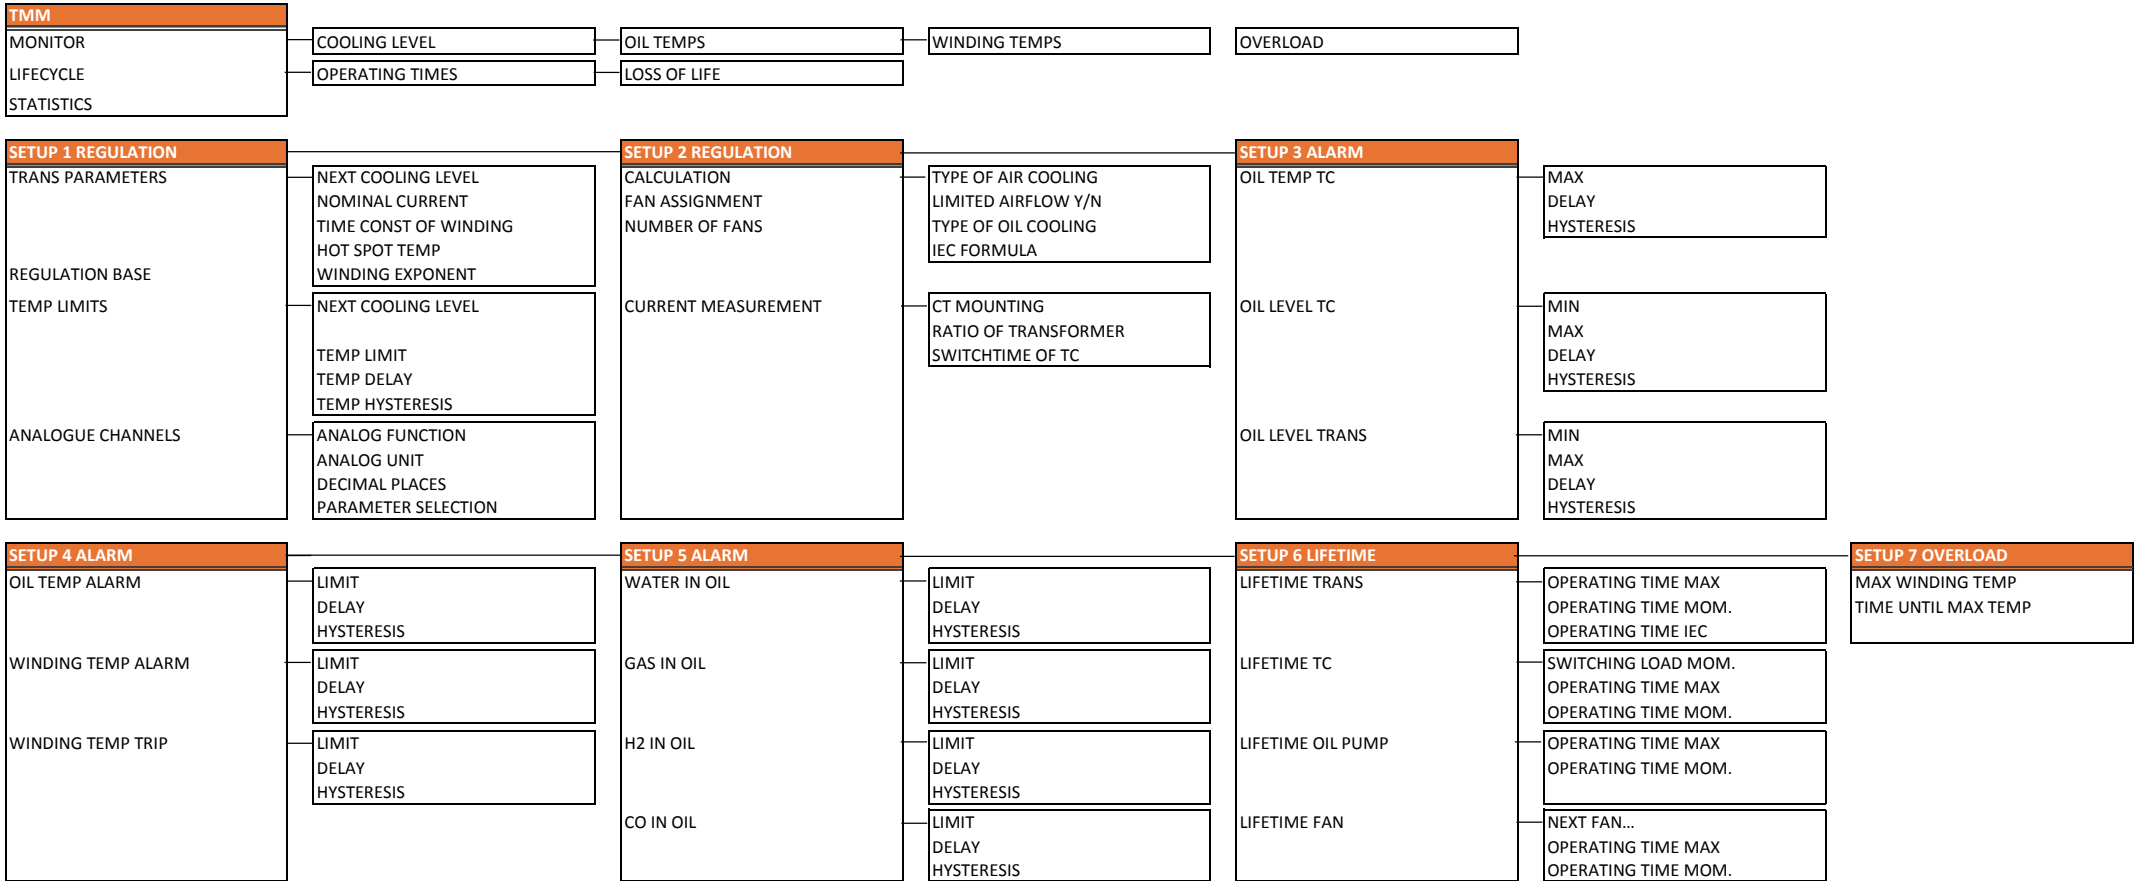 TMM
MONITOR
COOLING LEVEL
OIL TEMPS
WINDING TEMPS
OVERLOAD
LIFECYCLE
OPERATING TIMES
LOSS OF LIFE
STATISTICS
SETUP 1 REGULATION
TRANS PARAMETERS
NEXT COOLING LEVEL
NOMINAL CURRENT
TIME CONST OF WINDING
HOT SPOT TEMP
WINDING EXPONENT
REGULATION BASE
TEMP LIMITS
NEXT COOLING LEVEL
TEMP LIMIT
TEMP DELAY
TEMP HYSTERESIS
ANALOGUE CHANNELS
ANALOG FUNCTION
ANALOG UNIT
DECIMAL PLACES
PARAMETER SELECTION
SETUP 2 REGULATION
CALCULATION
FAN ASSIGNMENT
NUMBER OF FANS
TYPE OF AIR COOLING
LIMITED AIRFLOW Y/N
TYPE OF OIL COOLING
IEC FORMULA
CURRENT MEASUREMENT
CT MOUNTING
RATIO OF TRANSFORMER
SWITCHTIME OF TC
SETUP 3 ALARM
OIL TEMP TC
MAX
DELAY
HYSTERESIS
OIL LEVEL TC
MIN
MAX
DELAY
HYSTERESIS
OIL LEVEL TRANS
MIN
MAX
DELAY
HYSTERESIS
SETUP 4 ALARM
OIL TEMP ALARM
LIMIT
DELAY
HYSTERESIS
WINDING TEMP ALARM
LIMIT
DELAY
HYSTERESIS
WINDING TEMP TRIP
LIMIT
DELAY
HYSTERESIS
SETUP 5 ALARM
WATER IN OIL
LIMIT
DELAY
HYSTERESIS
GAS IN OIL
LIMIT
DELAY
HYSTERESIS
H2 IN OIL
LIMIT
DELAY
HYSTERESIS
CO IN OIL
LIMIT
DELAY
HYSTERESIS
SETUP 6 LIFETIME
LIFETIME TRANS
OPERATING TIME MAX
OPERATING TIME MOM.
OPERATING TIME IEC
LIFETIME TC
SWITCHING LOAD MOM.
OPERATING TIME MAX
OPERATING TIME MOM.
LIFETIME OIL PUMP
OPERATING TIME MAX
OPERATING TIME MOM.
LIFETIME FAN
NEXT FAN...
OPERATING TIME MAX
OPERATING TIME MOM.
SETUP 7 OVERLOAD
MAX WINDING TEMP
TIME UNTIL MAX TEMP